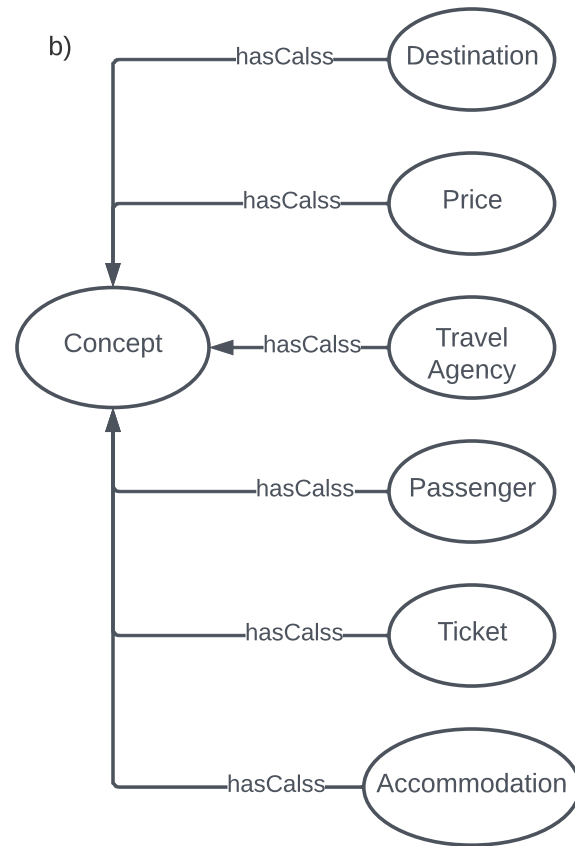 b)
hasCalss
Destination
hasCalss
Price
Concept
hasCalss
Travel
Agency
hasCalss
Passenger
hasCalss
Ticket
hasCalss
Accommodation